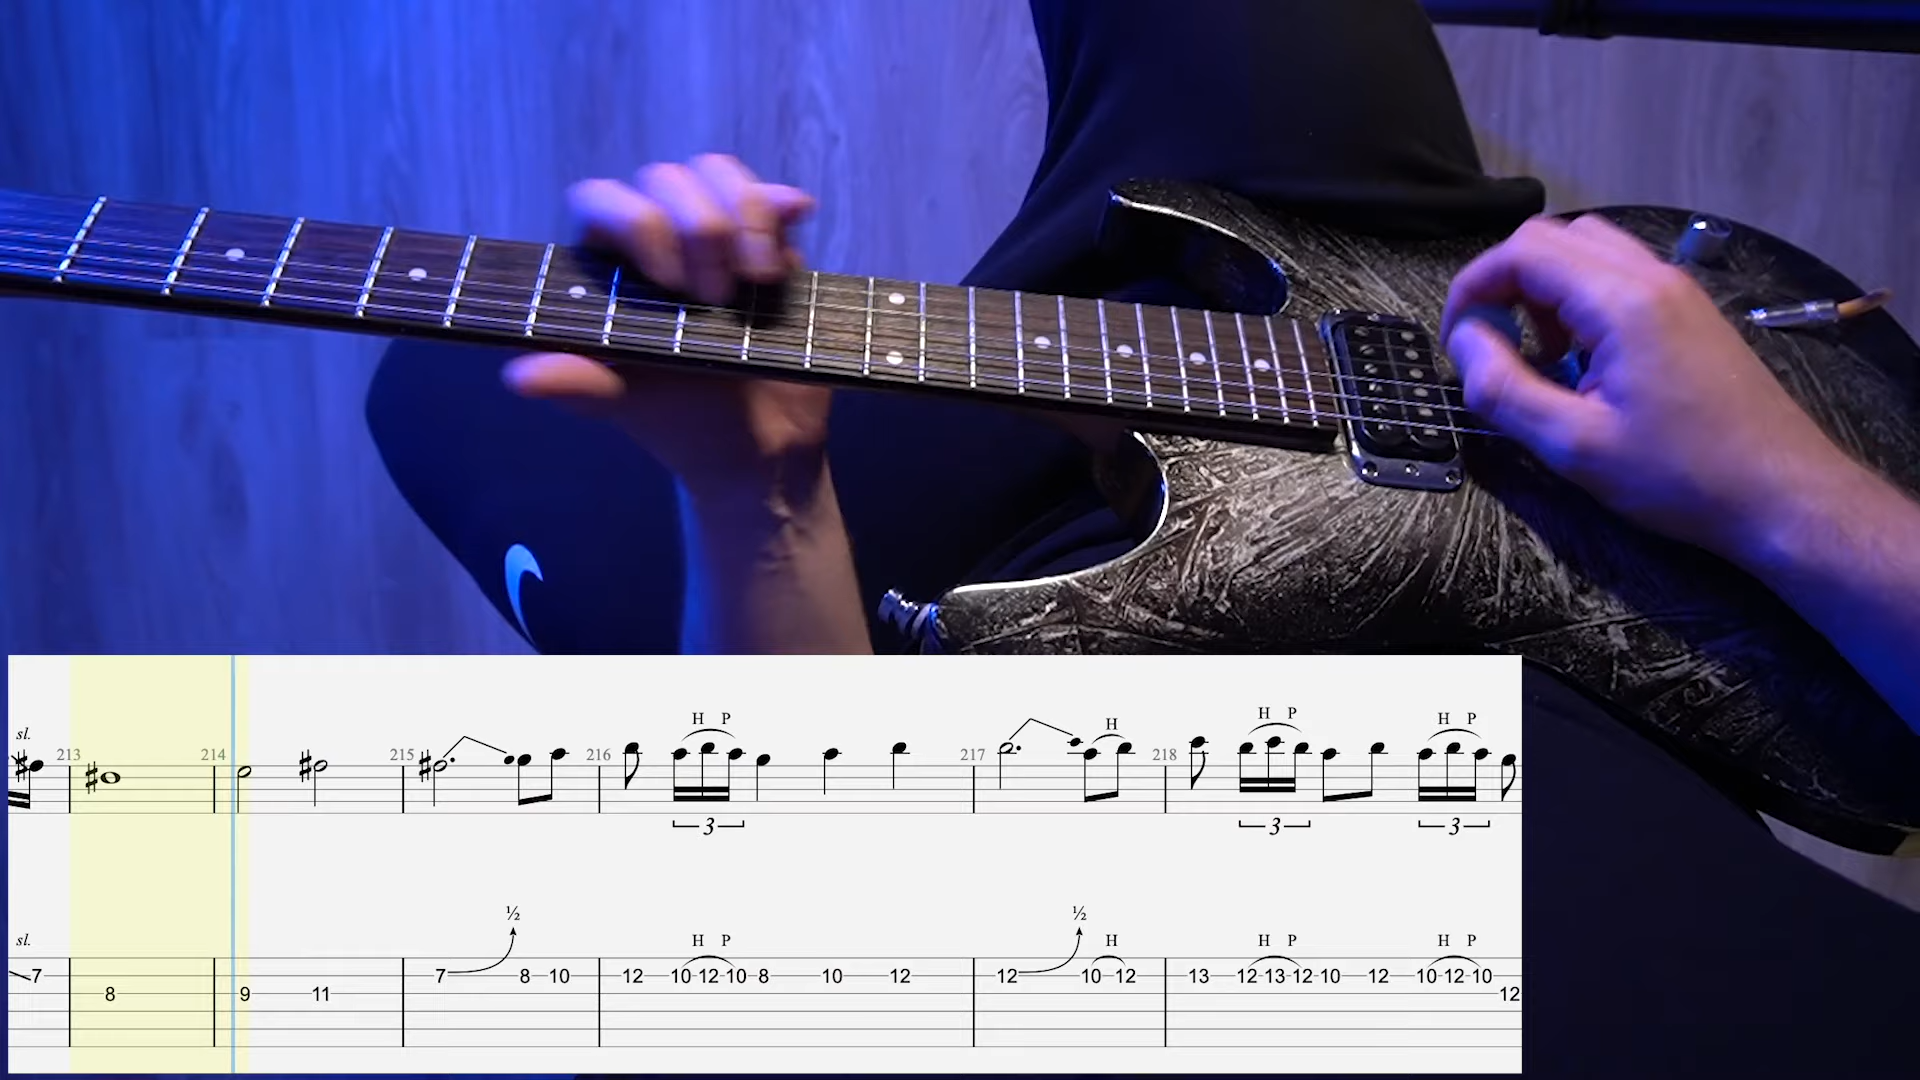 H P H P H P
sl. H
213 214 215 216 217 218
3 3 3
½ ½
sl. H P H H P H P
7 7 8 10 12 10 12 10 8 10 12 12 10 12 13 12 13 12 10 12 10 12 10
8 9 11 12